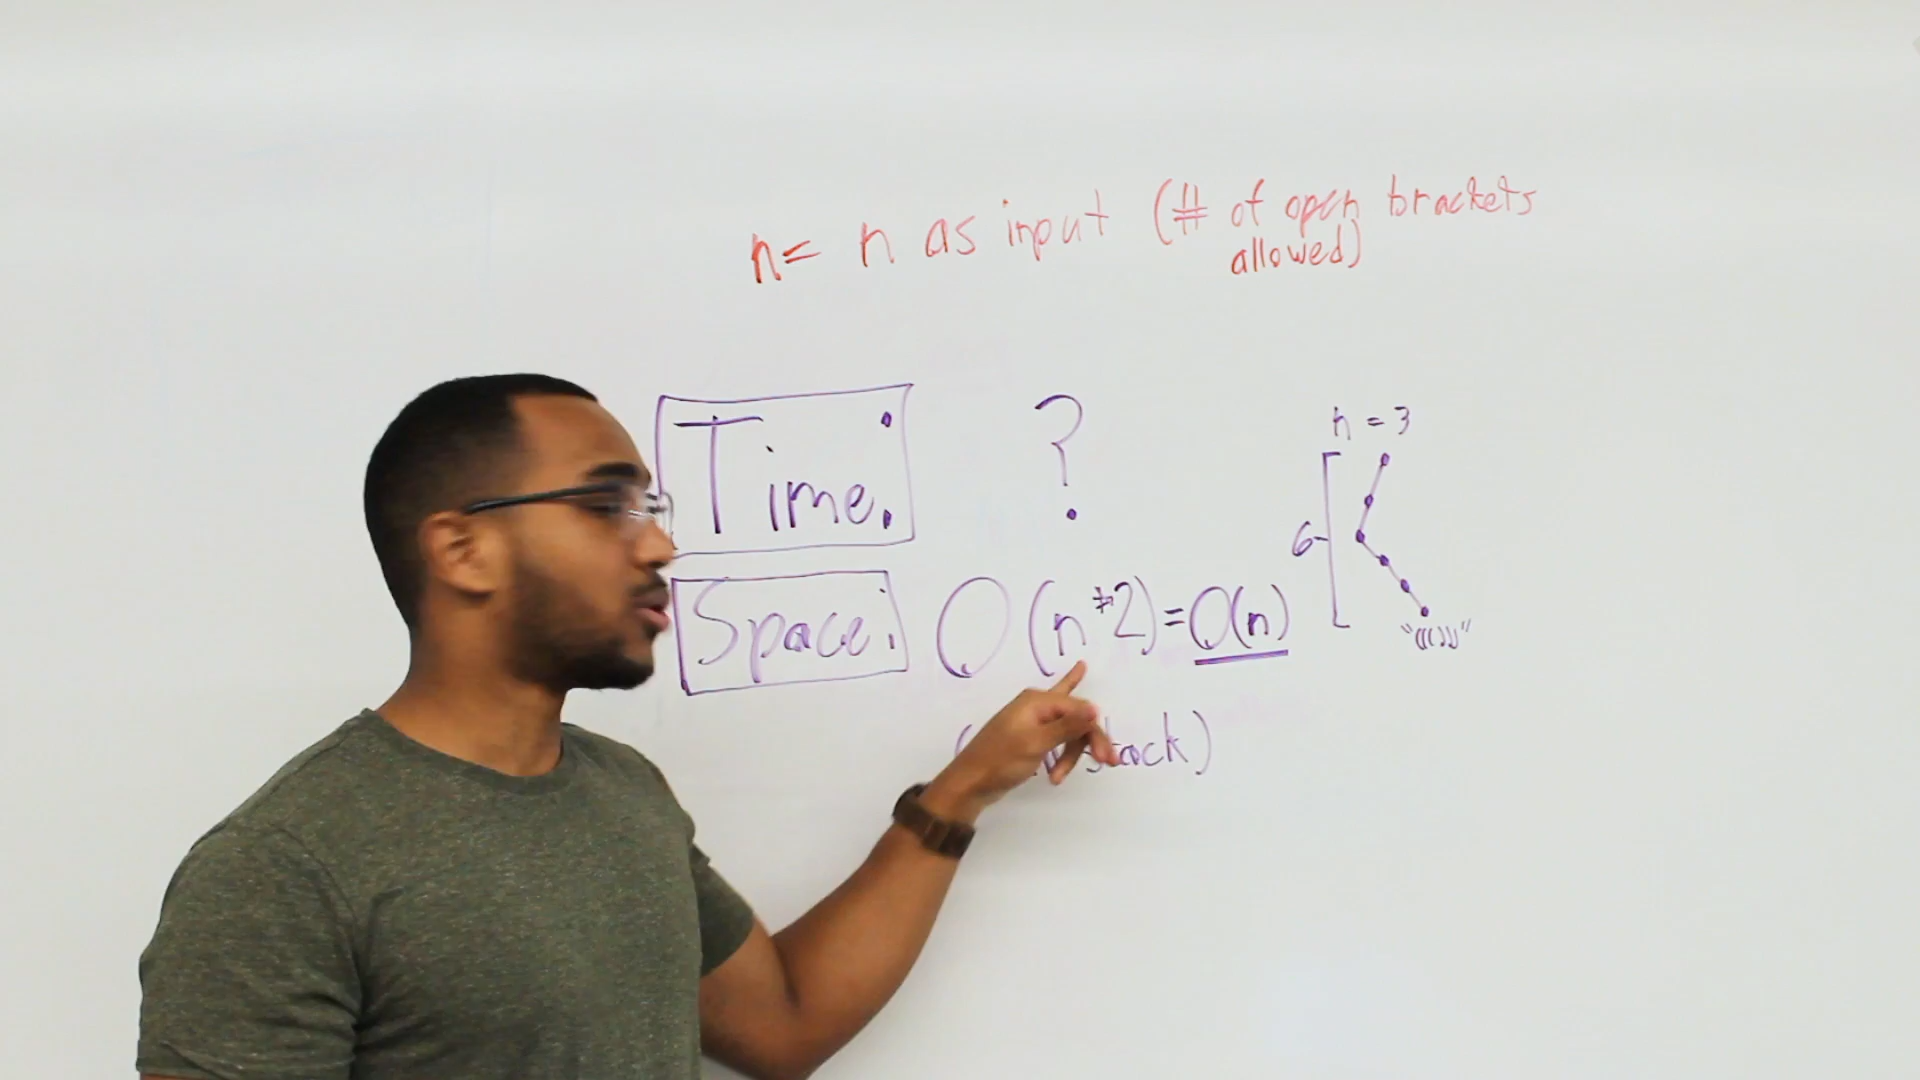 n = n as input (# of open brackets
allowed)
Time:
?
n = 3
6
Space:
O(n*2) = O(n)
"((()))"
stack)